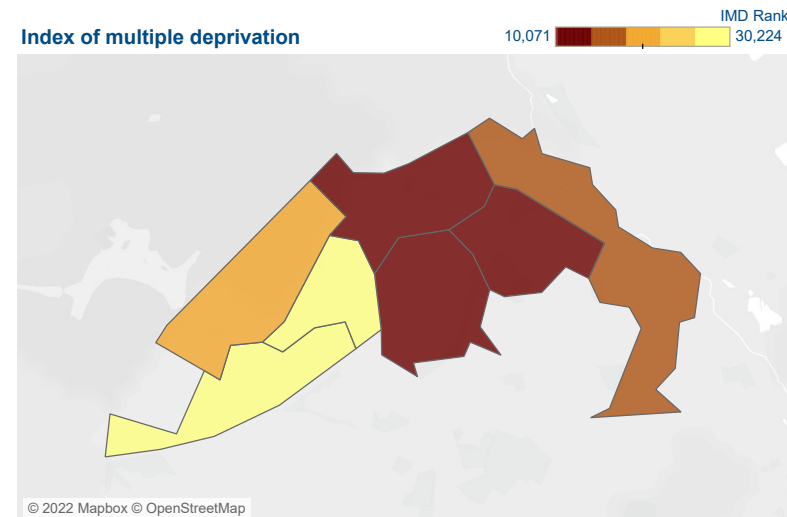 IMD Rank
Index of multiple deprivation
10,071
30,224
© 2022 Mapbox © OpenStreetMap